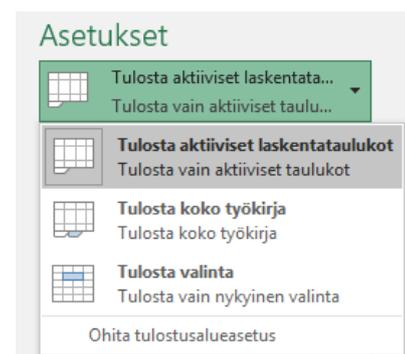 Asetukset
Tulosta aktiiviset laskentata...
Tulosta vain aktiiviset taulu...
Tulosta aktiiviset laskentataulukot
Tulosta vain aktiiviset taulukot
Tulosta koko työkirja
Tulosta koko työkirja
Tulosta valinta
Tulosta vain nykyinen valinta
Ohita tulostusalueasetus